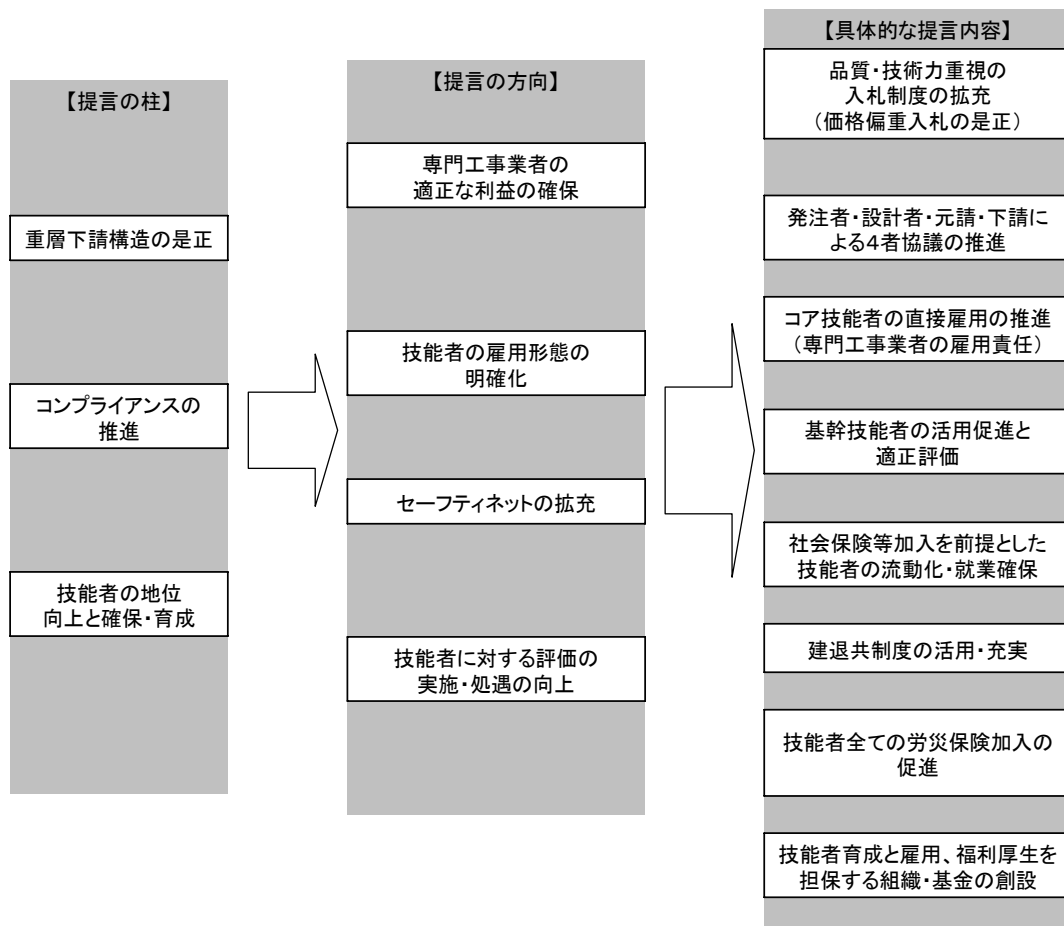 【提言の柱】
重層下請構造の是正
コンプライアンスの
推進
技能者の地位
向上と確保・育成
【提言の方向】
専門工事業者の
適正な利益の確保
技能者の雇用形態の
明確化
セーフティネットの拡充
技能者に対する評価の
実施・処遇の向上
【具体的な提言内容】
品質・技術力重視の
入札制度の拡充
（価格偏重入札の是正）
発注者・設計者・元請・下請に
よる４者協議の推進
コア技能者の直接雇用の推進
（専門工事業者の雇用責任）
基幹技能者の活用促進と
適正評価
社会保険等加入を前提とした
技能者の流動化・就業確保
建退共制度の活用・充実
技能者全ての労災保険加入の
促進
技能者育成と雇用、福利厚生を
担保する組織・基金の創設